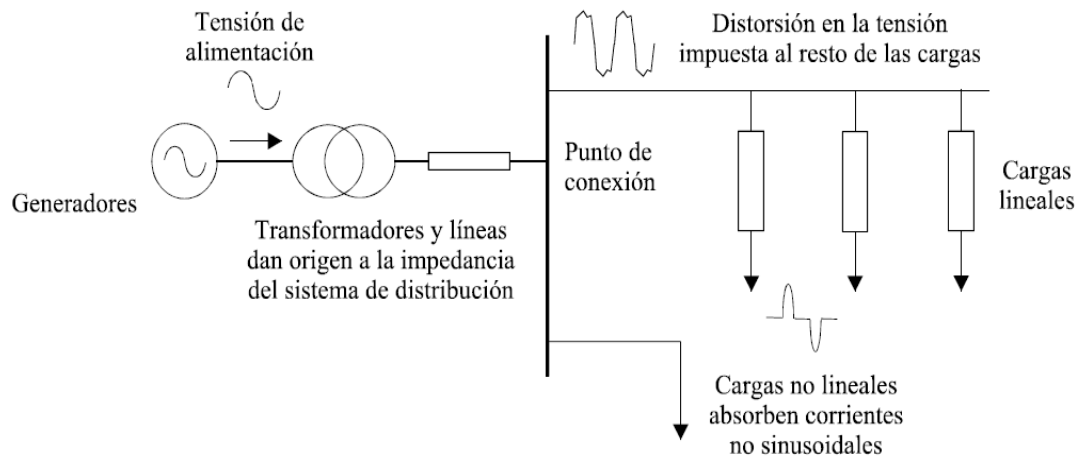 Tensión de
alimentación
Distorsión en la tensión
impuesta al resto de las cargas
Generadores
Punto de
conexión
Cargas
lineales
Transformadores y líneas
dan origen a la impedancia
del sistema de distribución
Cargas no lineales
absorben corrientes
no sinusoidales